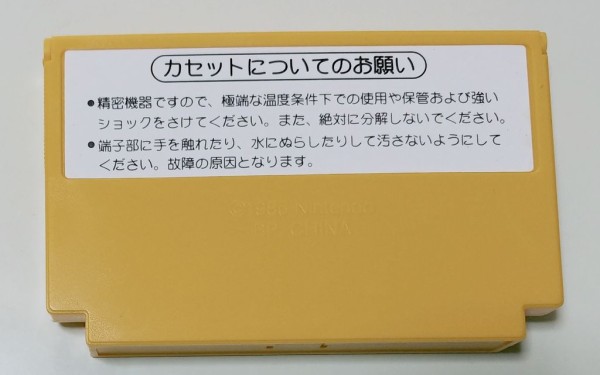 カセットについてのお願い
●精密機器ですので、極端な温度条件下での使用や保管および強い
ショックをさけてください。また、絶対に分解しないでください。
●端子部に手を触れたり、水にぬらしたりして汚さないようにして
ください。故障の原因となります。
CHINA